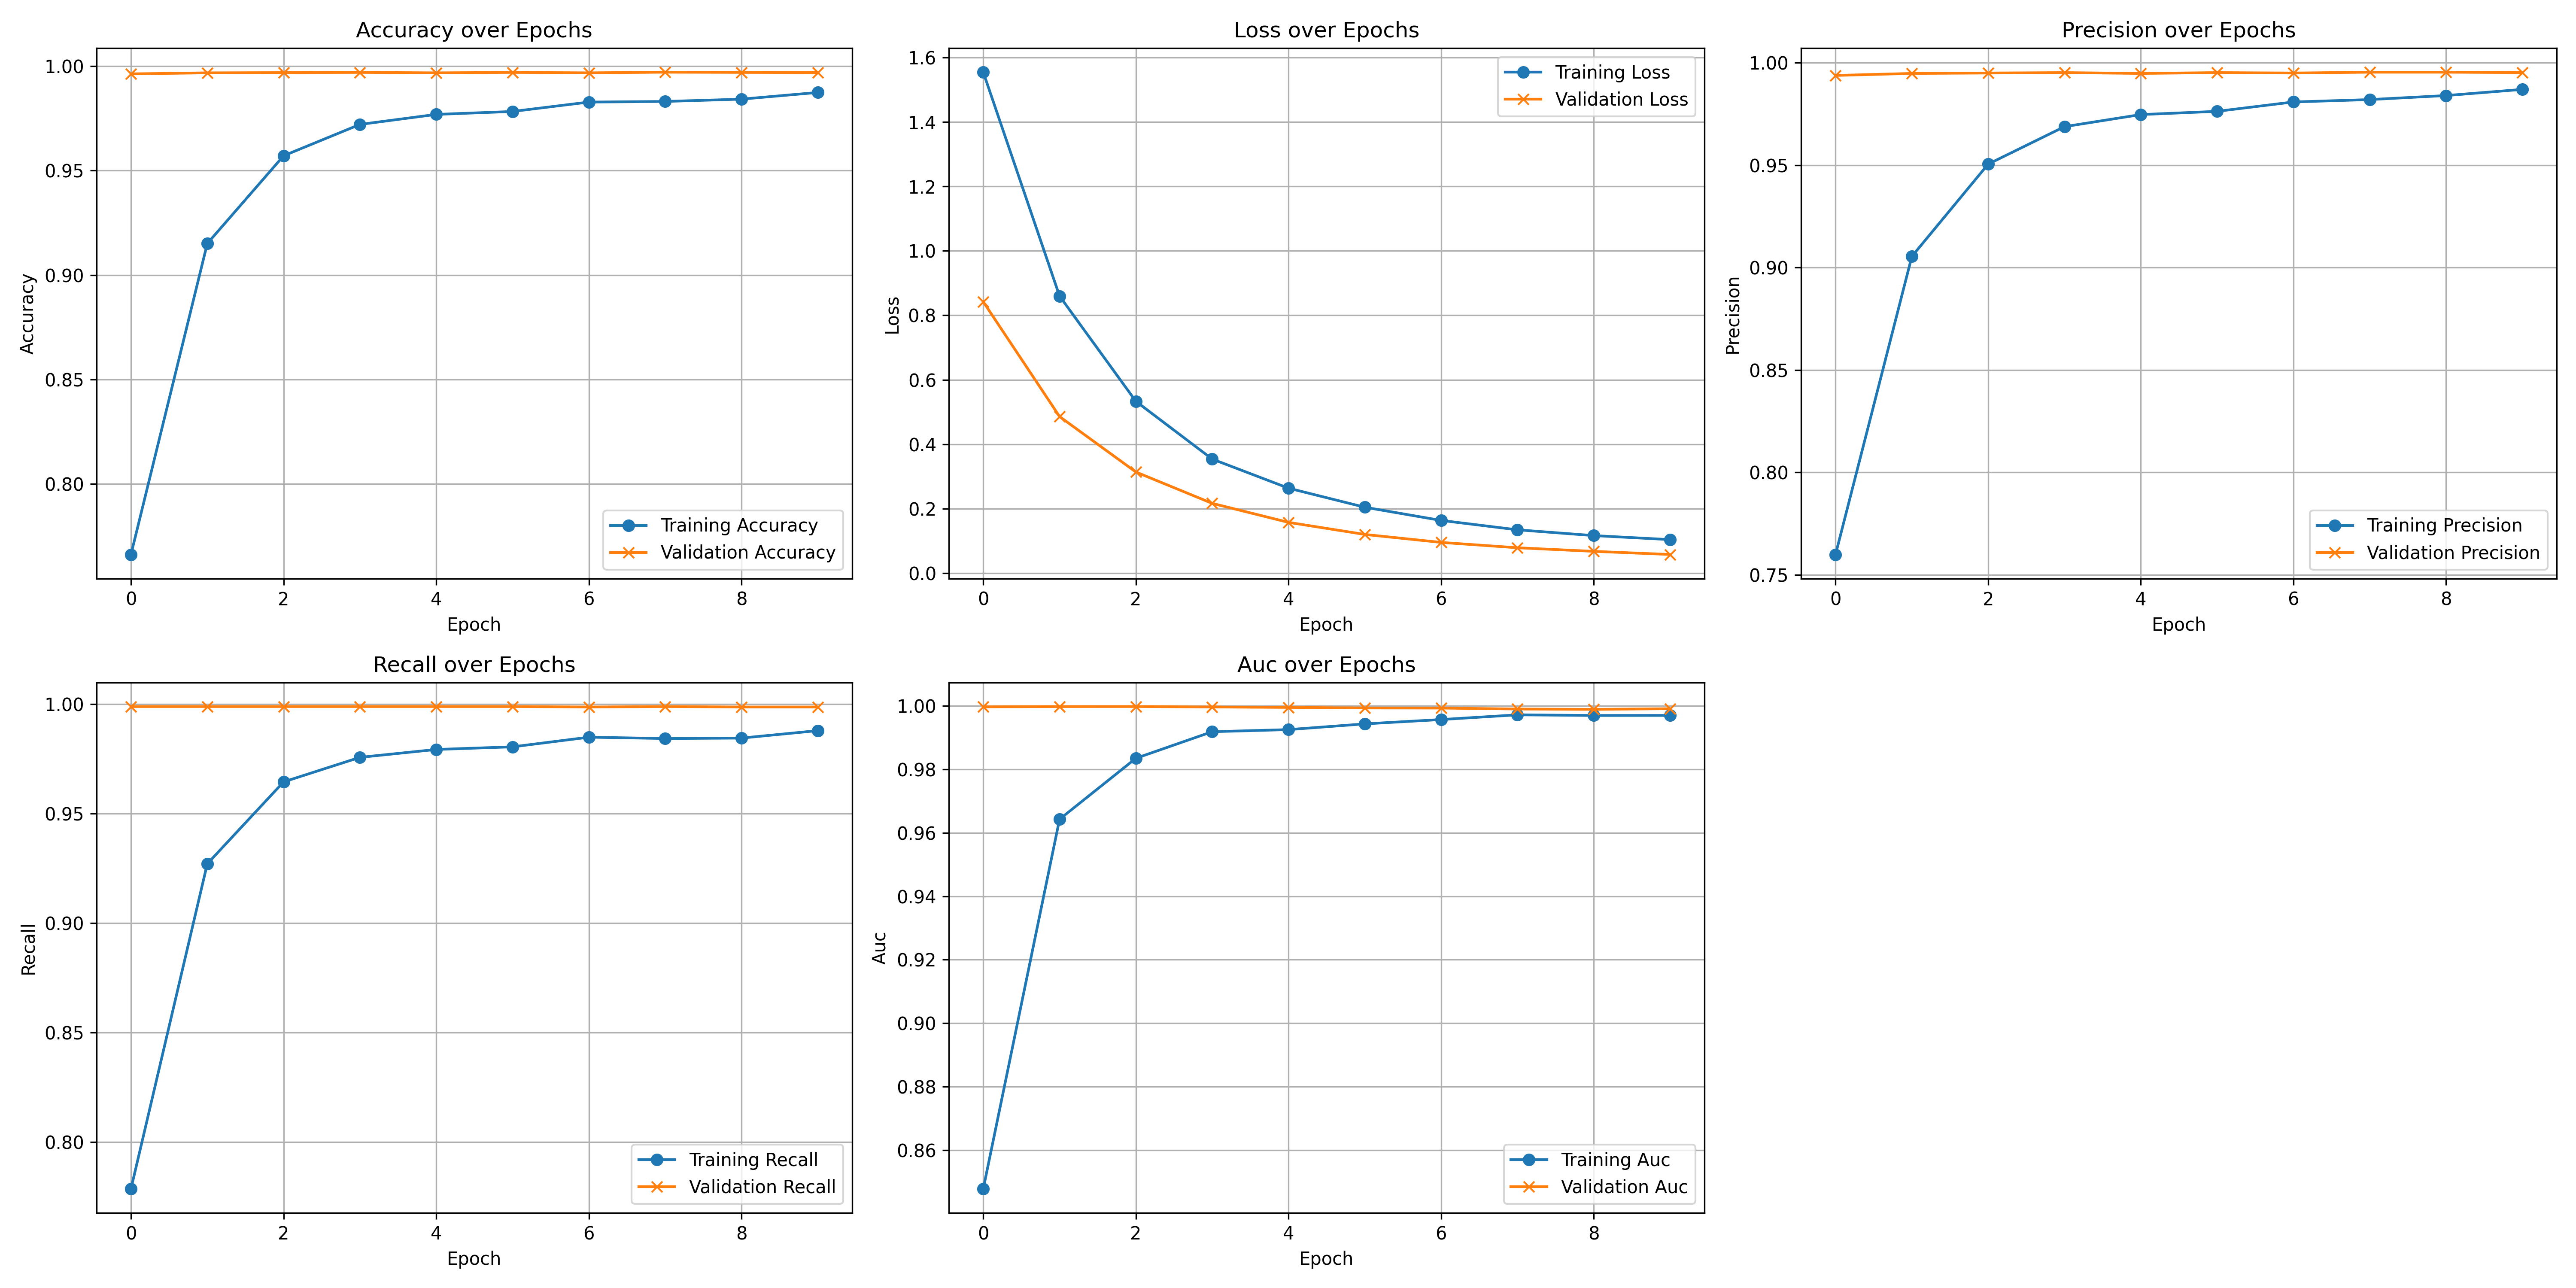 Accuracy over Epochs
1.00
0.95
0.90
0.85
0.80
Accuracy
0 2 4 6 8
Epoch
Training Accuracy
Validation Accuracy
Loss over Epochs
1.6
1.4
1.2
1.0
0.8
0.6
0.4
0.2
0.0
Loss
0 2 4 6 8
Epoch
Training Loss
Validation Loss
Precision over Epochs
1.00
0.95
0.90
0.85
0.80
0.75
Precision
0 2 4 6 8
Epoch
Training Precision
Validation Precision
Recall over Epochs
1.00
0.95
0.90
0.85
0.80
Recall
0 2 4 6 8
Epoch
Training Recall
Validation Recall
Auc over Epochs
1.00
0.98
0.96
0.94
0.92
0.90
0.88
0.86
Auc
0 2 4 6 8
Epoch
Training Auc
Validation Auc